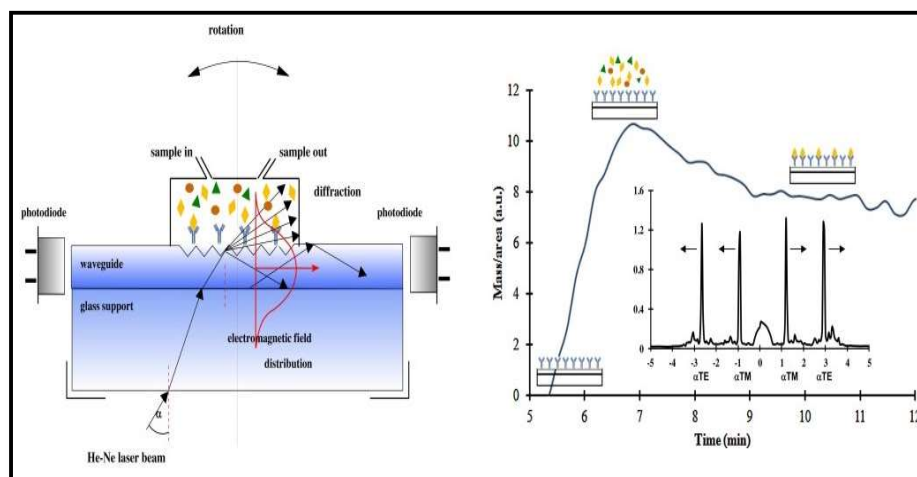 rotation
sample in
sample out
diffraction
photodiode
photodiode
waveguide
glass support
electromagnetic field
distribution
α
He-Ne laser beam
Mass/area (a.u.)
12
10
8
6
4
2
0
5 6 7 8 9 10 11 12
Time (min)
1.6
1.2
0.8
0.4
0
-5 -4 -3 -2 -1 0 1 2 3 4 5
αTE αTM αTM αTE